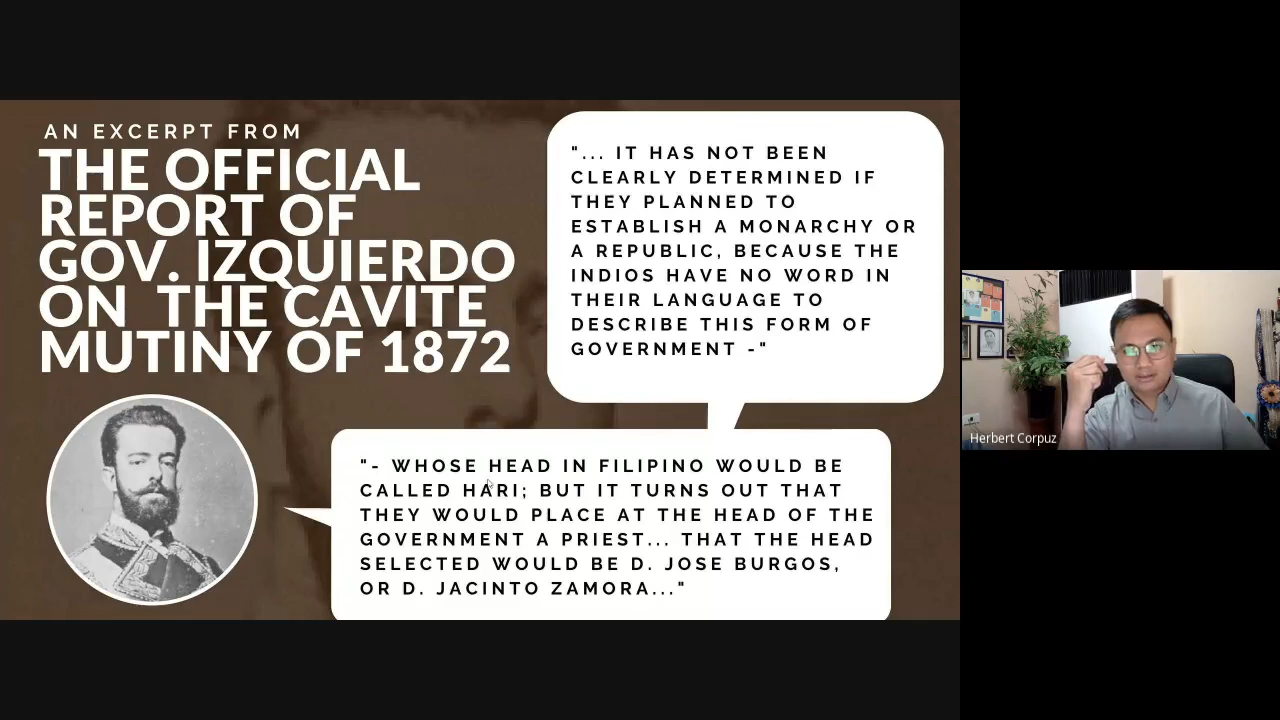 AN EXCERPT FROM
THE OFFICIAL
REPORT OF
GOV. IZQUIERDO
ON THE CAVITE
MUTINY OF 1872
"... IT HAS NOT BEEN
CLEARLY DETERMINED IF
THEY PLANNED TO
ESTABLISH A MONARCHY OR
A REPUBLIC, BECAUSE THE
INDIOS HAVE NO WORD IN
THEIR LANGUAGE TO
DESCRIBE THIS FORM OF
GOVERNMENT -"
"- WHOSE HEAD IN FILIPINO WOULD BE
CALLED HARI; BUT IT TURNS OUT THAT
THEY WOULD PLACE AT THE HEAD OF THE
GOVERNMENT A PRIEST... THAT THE HEAD
SELECTED WOULD BE D. JOSE BURGOS,
OR D. JACINTO ZAMORA..."
Herbert Corpuz